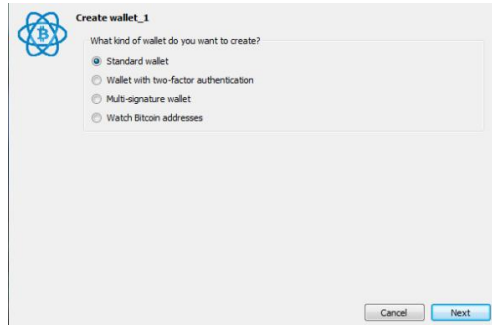 Create wallet_1
What kind of wallet do you want to create?
Standard wallet
Wallet with two-factor authentication
Multi-signature wallet
Watch Bitcoin addresses
Cancel Next